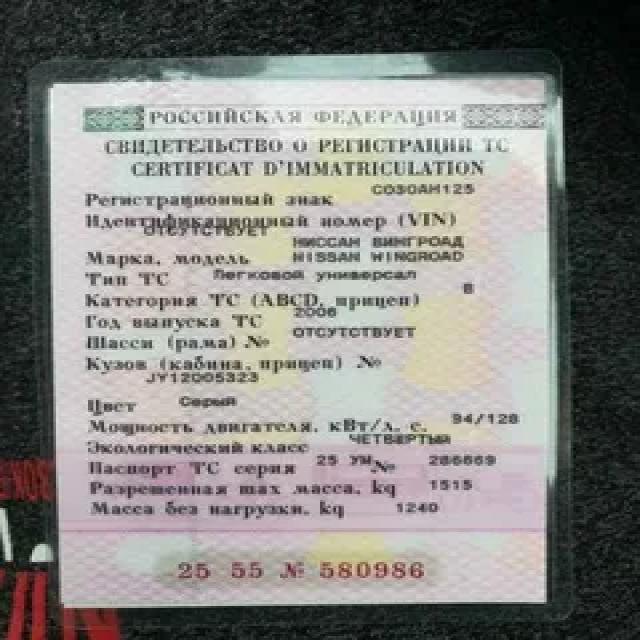 РОССИЙСКАЯ ФЕДЕРАЦИЯ
СВИДЕТЕЛЬСТВО О РЕГИСТРАЦИИ ТС
CERTIFICAT D'IMMATRICULATION
Регистрационный знак С030АН125
Идентификационный номер (VIN)
ОТСУТСТВУЕТ
НИССАН ВИНГРОАД
Марка, модель NISSAN WINGROAD
Тип ТС Легковой универсал
Категория ТС (ABCD, прицеп) B
Год выпуска ТС 2006
Шасси (рама) № ОТСУТСТВУЕТ
Кузов (кабина, прицеп) №
JY12005323
Цвет Серый
Мощность двигателя, кВт/л. с. 94/128
Экологический класс ЧЕТВЕРТЫЙ
Паспорт ТС серия 25 УМ № 286669
Разрешенная max масса, kg 1515
Масса без нагрузки, kg 1240
25 55 № 580986